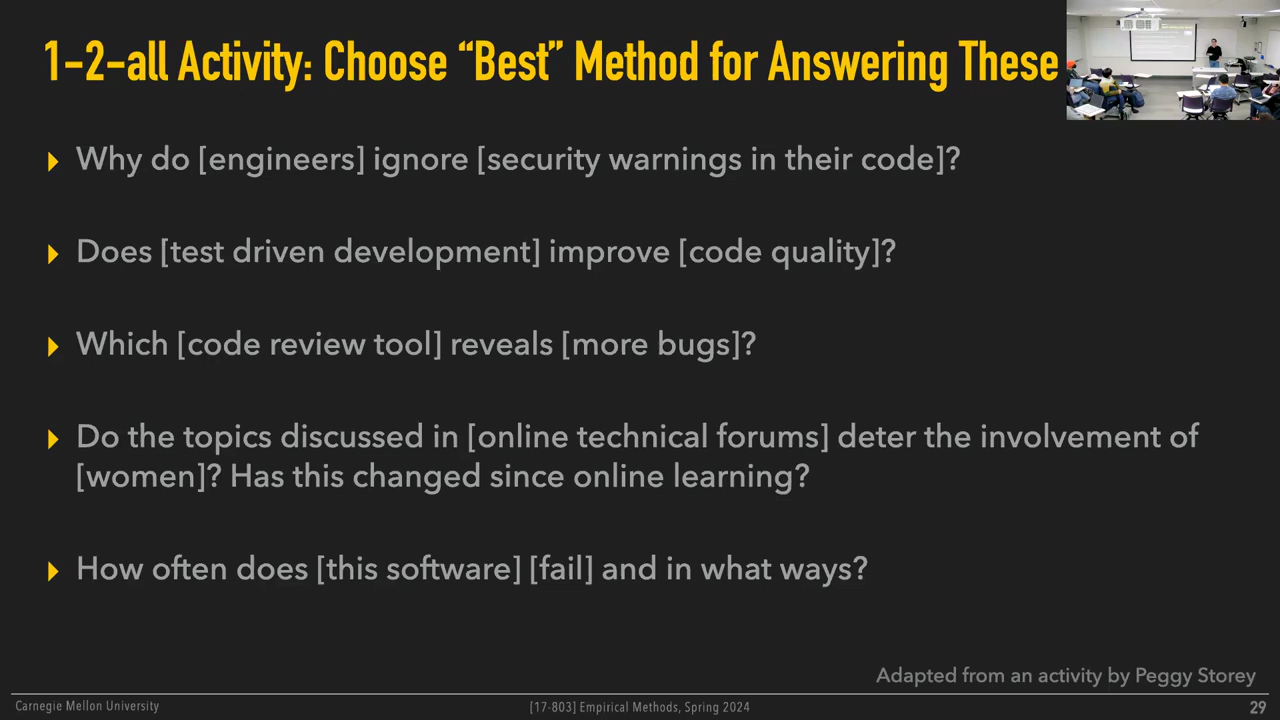 1-2-all Activity: Choose “Best” Method for Answering These
Why do [engineers] ignore [security warnings in their code]?
Does [test driven development] improve [code quality]?
Which [code review tool] reveals [more bugs]?
Do the topics discussed in [online technical forums] deter the involvement of
[women]? Has this changed since online learning?
How often does [this software] [fail] and in what ways?
Adapted from an activity by Peggy Storey
Carnegie Mellon University
[17-803] Empirical Methods, Spring 2024
29